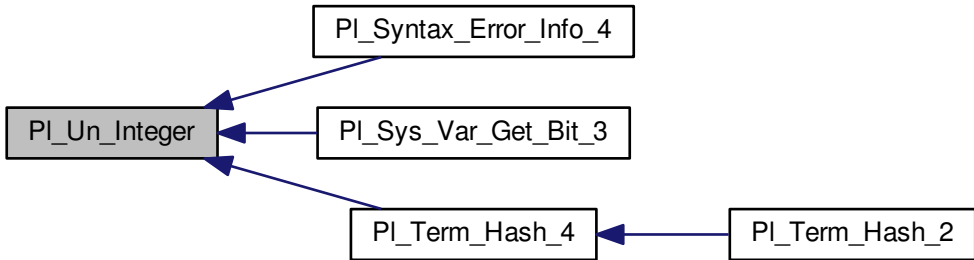 Pl_Syntax_Error_Info_4
Pl_Un_Integer
Pl_Sys_Var_Get_Bit_3
Pl_Term_Hash_4
Pl_Term_Hash_2